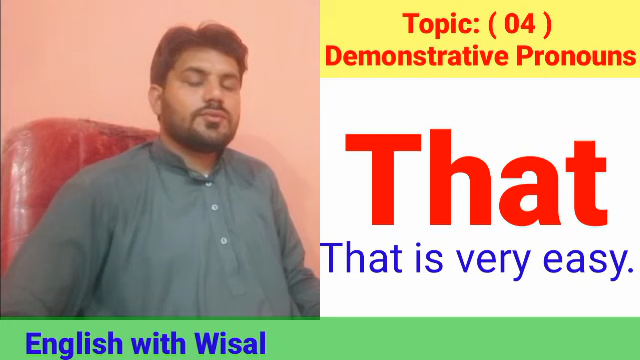 Topic: ( 04 )
Demonstrative Pronouns
That
That is very easy.
English with Wisal